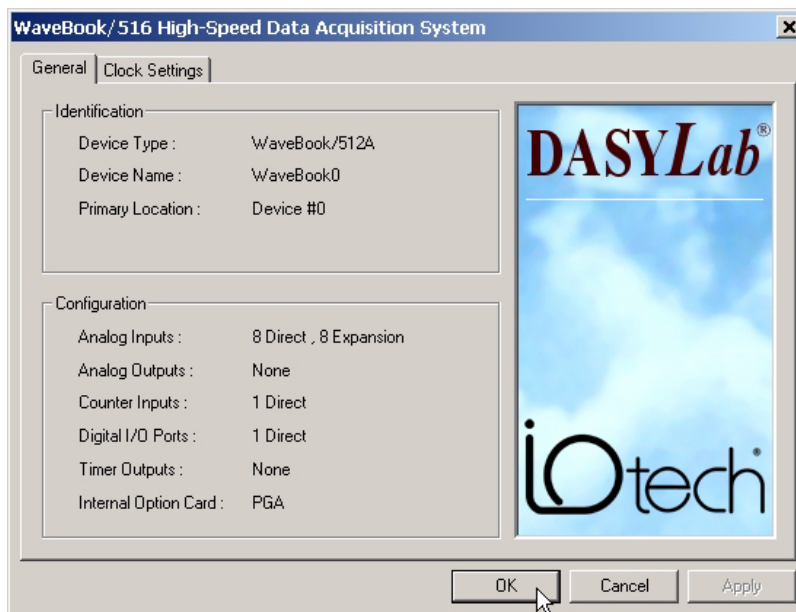 WaveBook/516 High-Speed Data Acquisition System
General Clock Settings
Identification
Device Type : WaveBook/512A
Device Name : WaveBook0
Primary Location : Device #0
Configuration
Analog Inputs : 8 Direct , 8 Expansion
Analog Outputs : None
Counter Inputs : 1 Direct
Digital I/O Ports : 1 Direct
Timer Outputs : None
Internal Option Card : PGA
DASYLab®
iOtech®
OK Cancel Apply